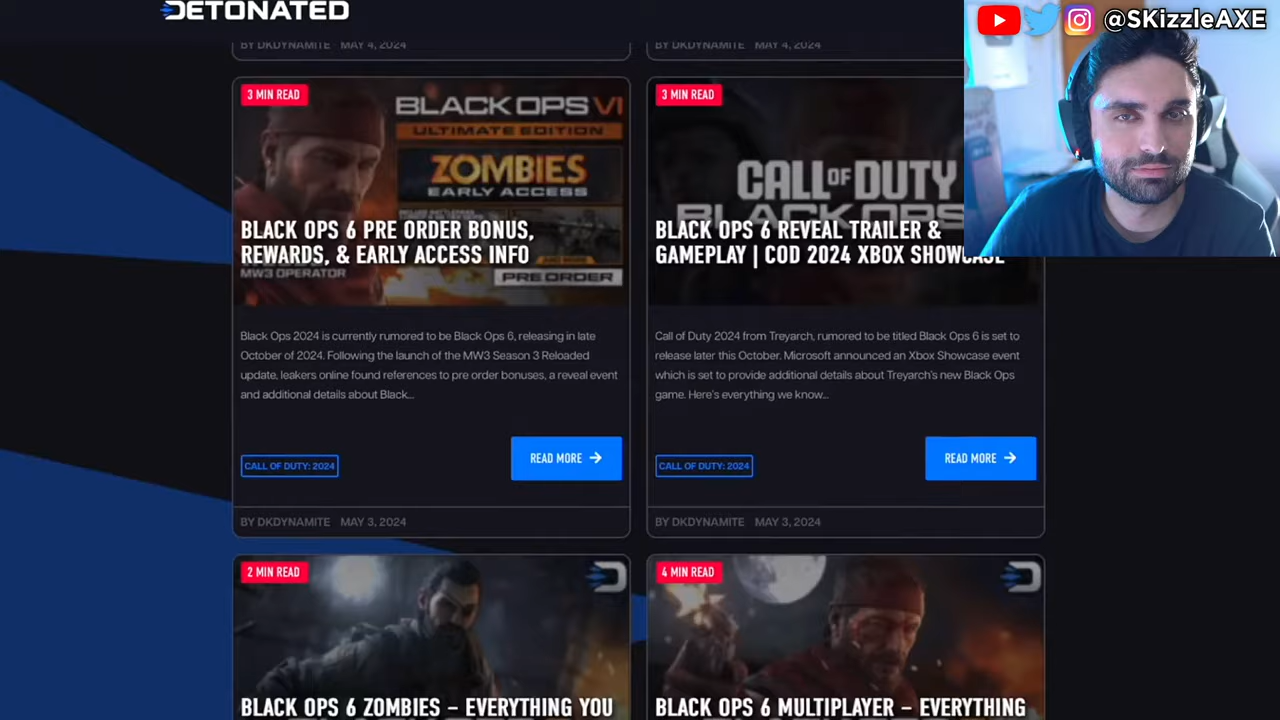 DETONATED
@SKizzleAXE
BY DKDYNAMITE MAY 4, 2024
BY DKDYNAMITE MAY 4, 2024
3 MIN READ
BLACK OPS VI
ULTIMATE EDITION
ZOMBIES
EARLY ACCESS
BLACK OPS 6 PRE ORDER BONUS,
REWARDS, & EARLY ACCESS INFO
MW3 OPERATOR
PRE ORDER
Black Ops 2024 is currently rumored to be Black Ops 6, releasing in late
October of 2024. Following the launch of the MW3 Season 3 Reloaded
update, leakers online found references to pre order bonuses, a reveal event
and additional details about Black...
CALL OF DUTY: 2024
READ MORE →
BY DKDYNAMITE MAY 3, 2024
3 MIN READ
CALL OF DUTY
BLACK OPS
BLACK OPS 6 REVEAL TRAILER &
GAMEPLAY | COD 2024 XBOX SHOWCASE
Call of Duty 2024 from Treyarch, rumored to be titled Black Ops 6 is set to
release later this October. Microsoft announced an Xbox Showcase event
which is set to provide additional details about Treyarch's new Black Ops
game. Here's everything we know...
CALL OF DUTY: 2024
READ MORE →
BY DKDYNAMITE MAY 3, 2024
2 MIN READ
BLACK OPS 6 ZOMBIES – EVERYTHING YOU
4 MIN READ
BLACK OPS 6 MULTIPLAYER – EVERYTHING